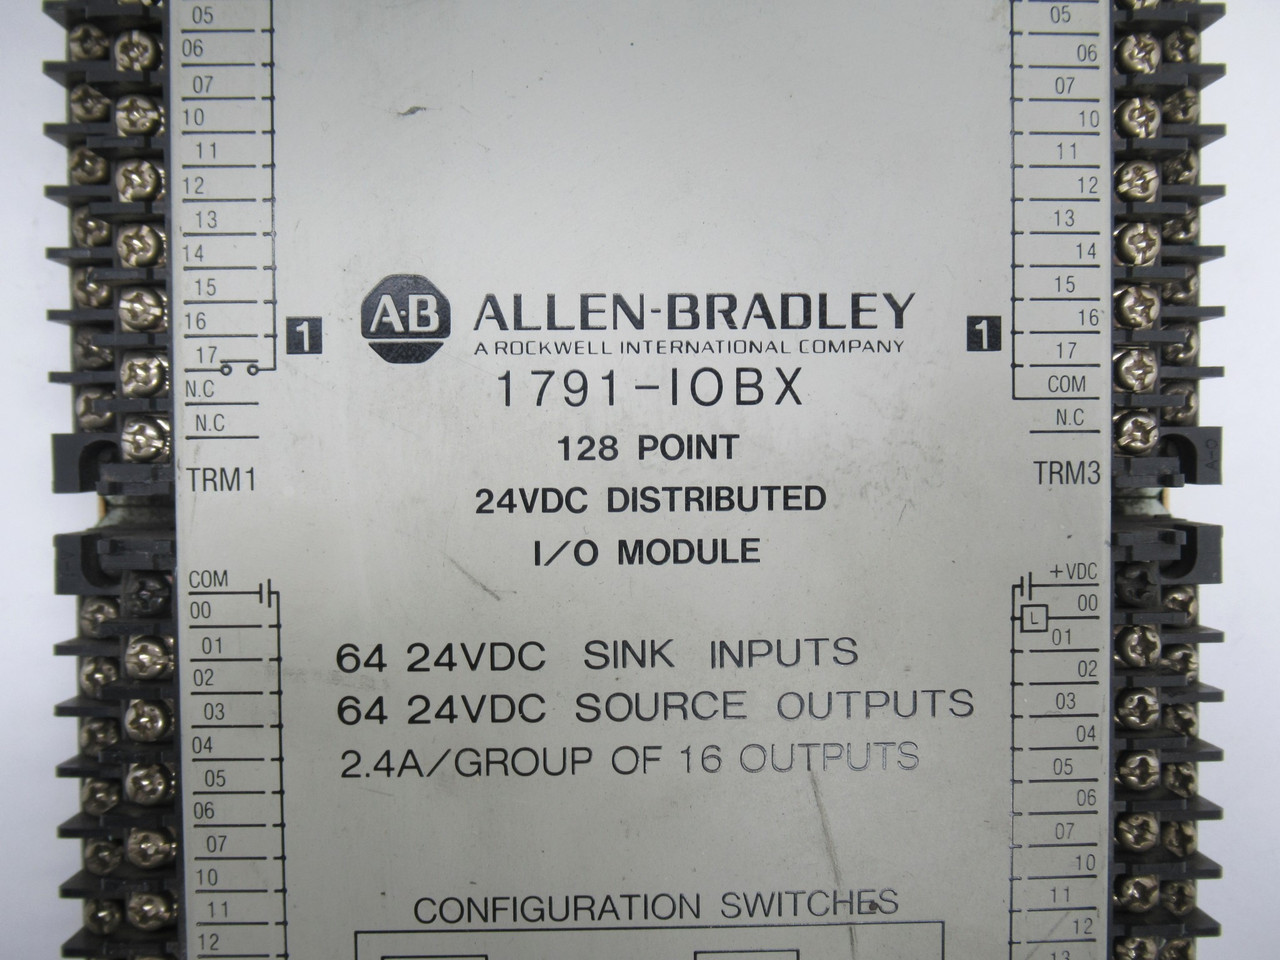 05
06
07
10
11
12
13
14
15
16
17
N.C
N.C
TRM1
1
A·B
ALLEN-BRADLEY
A ROCKWELL INTERNATIONAL COMPANY
1791-IOBX
128 POINT
24VDC DISTRIBUTED
I/O MODULE
64 24VDC SINK INPUTS
64 24VDC SOURCE OUTPUTS
2.4A/GROUP OF 16 OUTPUTS
CONFIGURATION SWITCHES
1
05
06
07
10
11
12
13
14
15
16
17
COM
N.C
TRM3
A-O
COM
00
01
02
03
04
05
06
07
10
11
12
+VDC
00
L
01
02
03
04
05
06
07
10
11
12
13